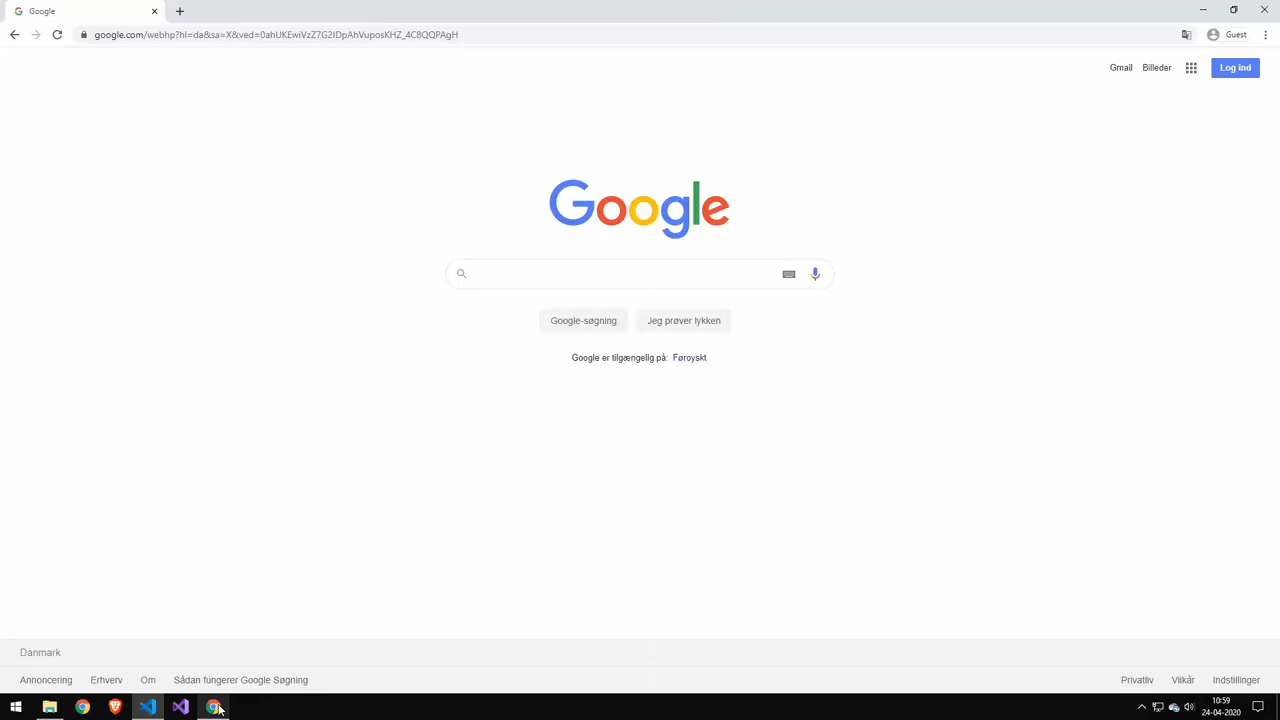 Google
google.com/webhp?hl=da&sa=X&ved=0ahUKEwiVzZ7G2IDpAhVuposKHZ_4C8QQPAgH
Guest
Gmail Billeder Log ind
Google
Google-søgning Jeg prøver lykken
Google er tilgængelig på: Føroyskt
Danmark
Annoncering Erhverv Om Sådan fungerer Google Søgning Privatliv Vilkår Indstillinger
10:59
24-04-2020